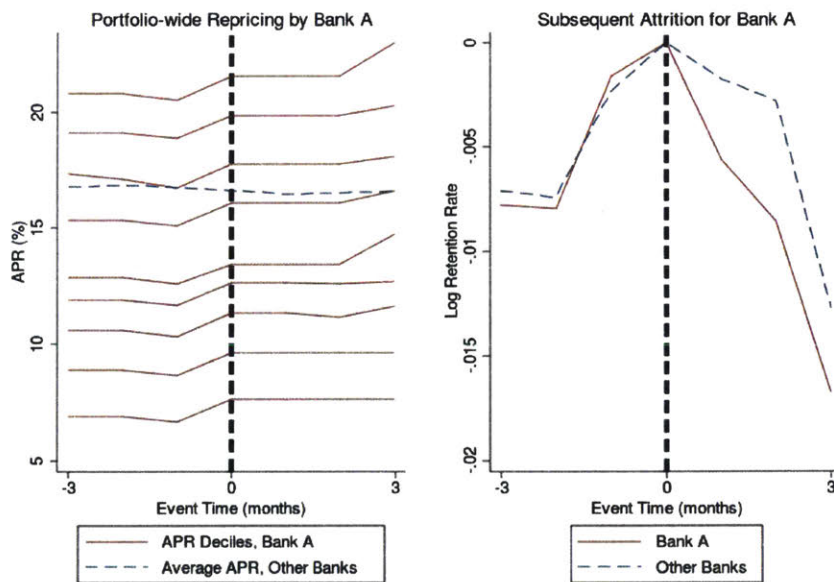 Portfolio-wide Repricing by Bank A
APR (%)
20
15
10
5
-3
0
3
Event Time (months)
APR Deciles, Bank A
Average APR, Other Banks
Subsequent Attrition for Bank A
Log Retention Rate
0
-.005
-.01
-.015
-.02
-3
0
3
Event Time (months)
Bank A
Other Banks